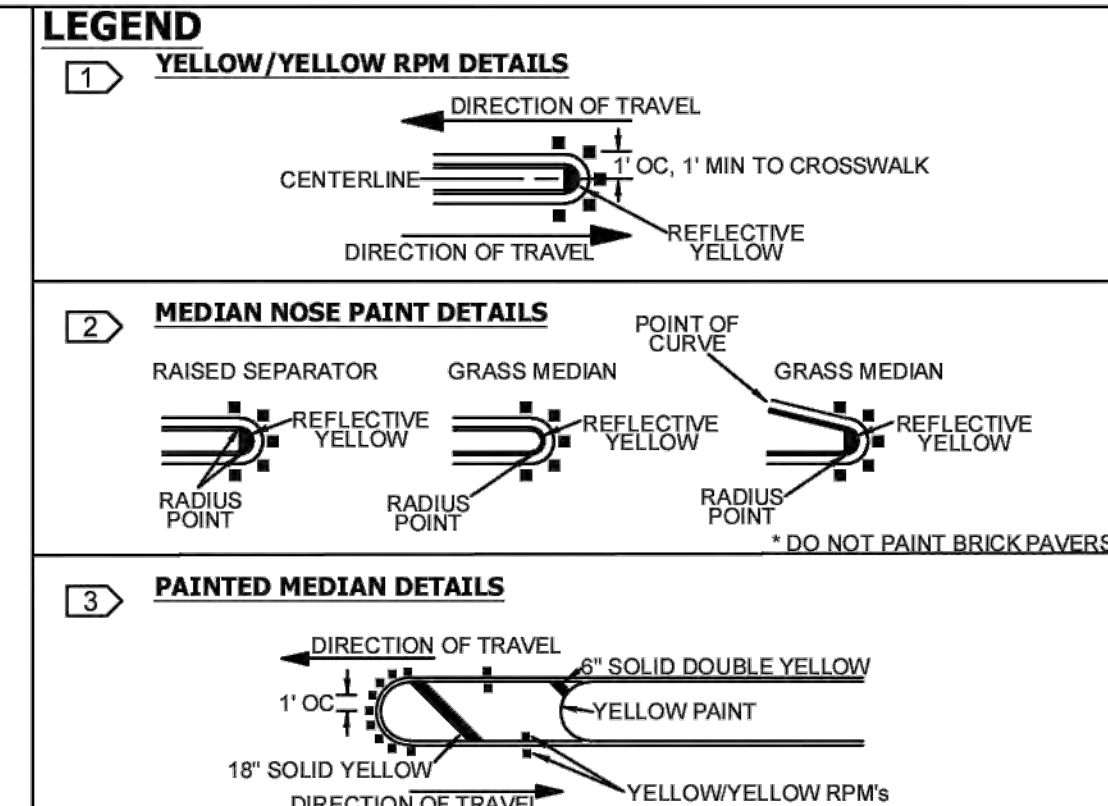 LEGEND
1
YELLOW/YELLOW RPM DETAILS
DIRECTION OF TRAVEL
1' OC, 1' MIN TO CROSSWALK
CENTERLINE
REFLECTIVE
YELLOW
DIRECTION OF TRAVEL
2
MEDIAN NOSE PAINT DETAILS
RAISED SEPARATOR
REFLECTIVE
YELLOW
RADIUS
POINT
GRASS MEDIAN
REFLECTIVE
YELLOW
RADIUS
POINT
POINT OF
CURVE
GRASS MEDIAN
REFLECTIVE
YELLOW
RADIUS
POINT
* DO NOT PAINT BRICK PAVERS
3
PAINTED MEDIAN DETAILS
DIRECTION OF TRAVEL
6" SOLID DOUBLE YELLOW
1' OC
YELLOW PAINT
18" SOLID YELLOW
YELLOW/YELLOW RPM's
DIRECTION OF TRAVEL